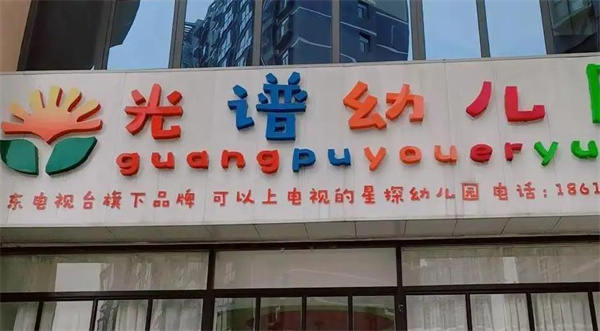 光谱幼儿
guangpuyoueryu
东电视台旗下品牌 可以上电视的星探幼儿园 电话:1861